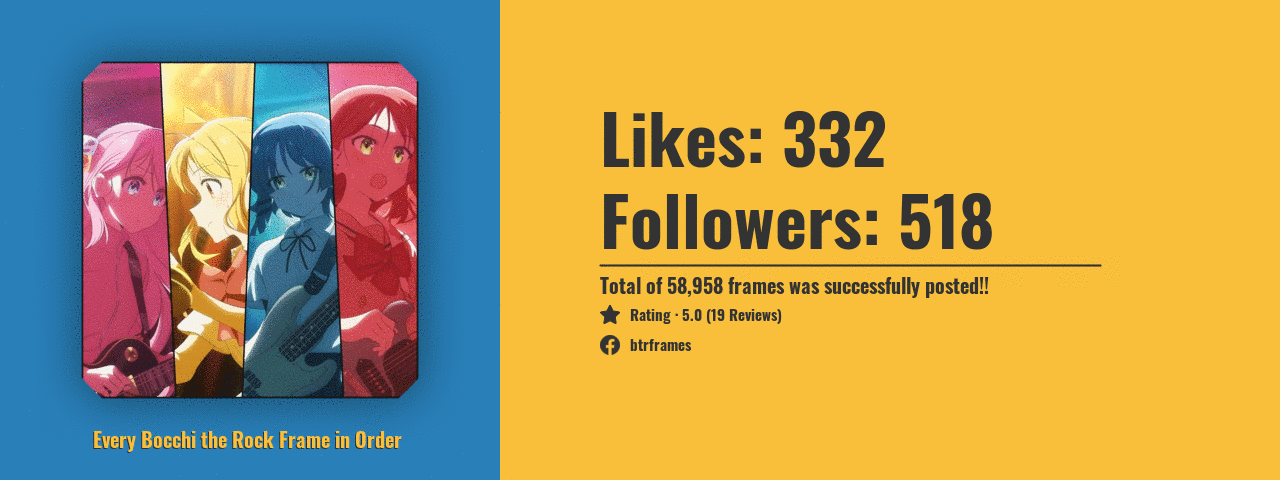 Likes: 332
Followers: 518
Total of 58,958 frames was successfully posted!!
Rating · 5.0 (19 Reviews)
btrframes
Every Bocchi the Rock Frame in Order